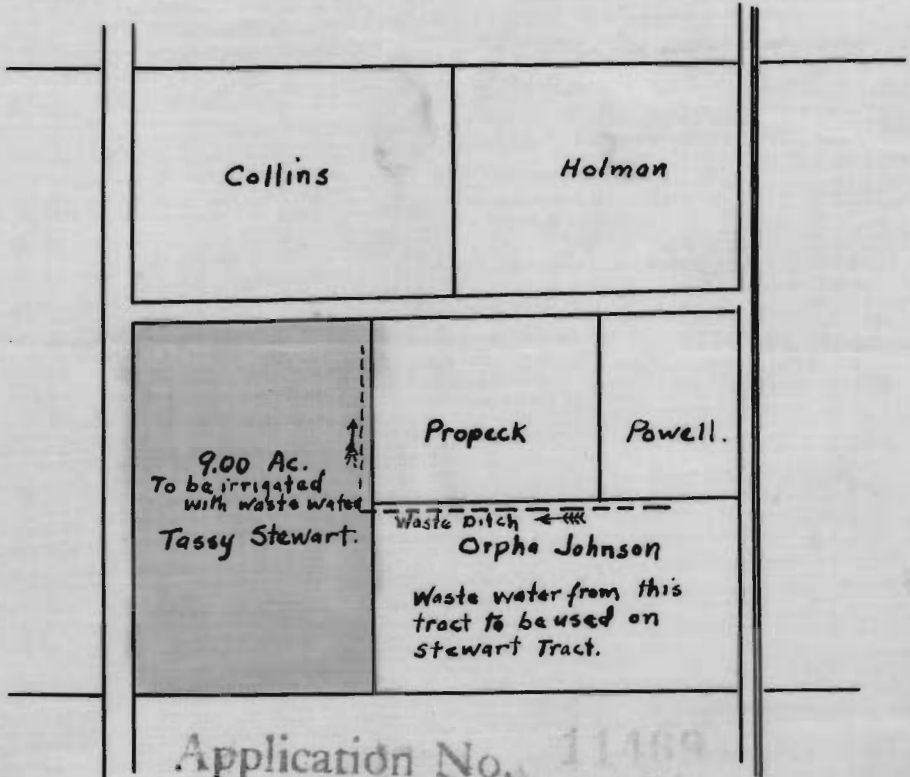 Collins
Holman
Propeck
Powell.
9.00 Ac.
To be irrigated
with waste water
Tassy Stewart.
Waste Ditch
Orpha Johnson
Waste water from this
tract to be used on
Stewart Tract.
Application No. 11469